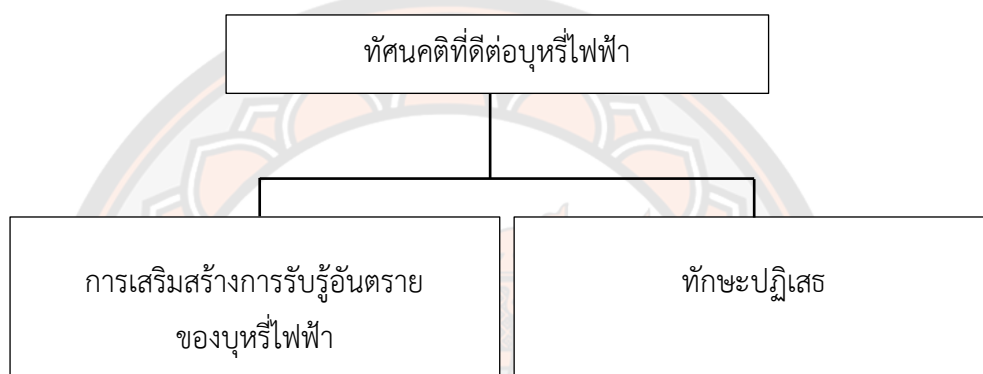 ทัศนคติที่ดีต่อบุหรี่ไฟฟ้า
การเสริมสร้างการรับรู้อันตราย
ของบุหรี่ไฟฟ้า
ทักษะปฏิเสธ